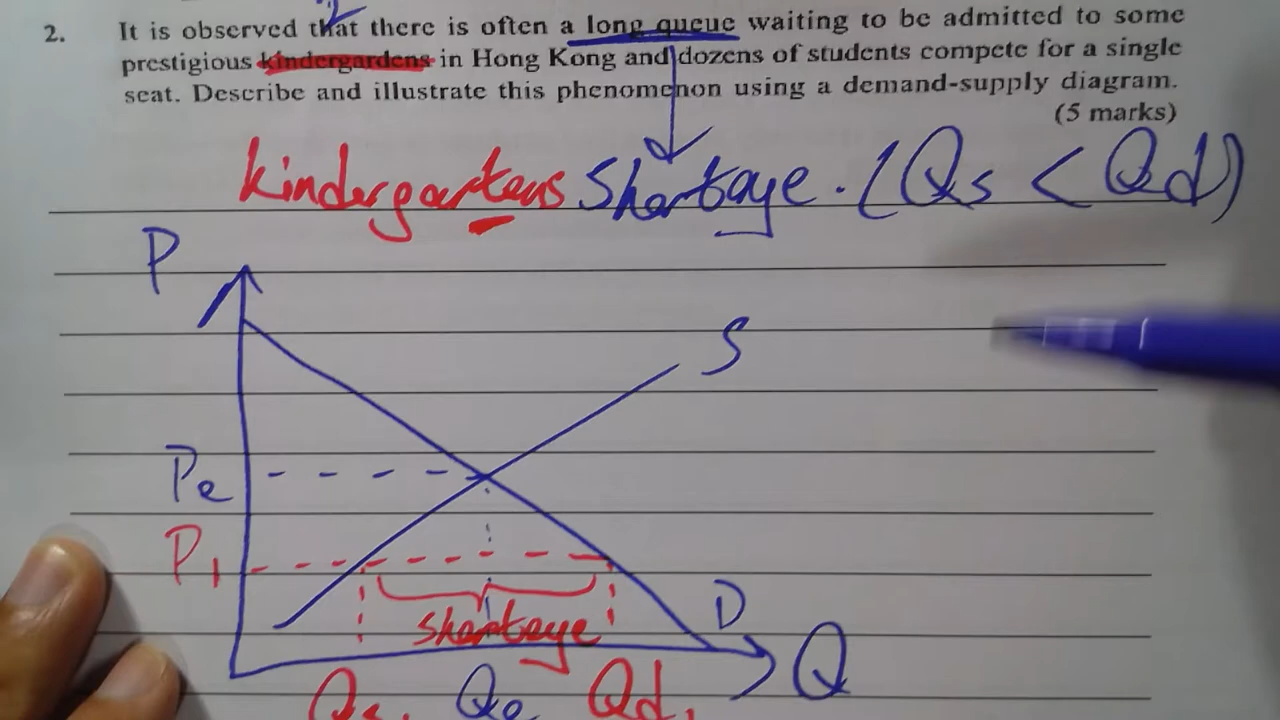 2. It is observed that there is often a long queue waiting to be admitted to some
prestigious kindergardens in Hong Kong and dozens of students compete for a single
seat. Describe and illustrate this phenomenon using a demand-supply diagram.
(5 marks)
kindergartens Shortage. (Qs < Qd)
P
S
Pe
P1
shortage
D
Q
Qs, Qe Qd,